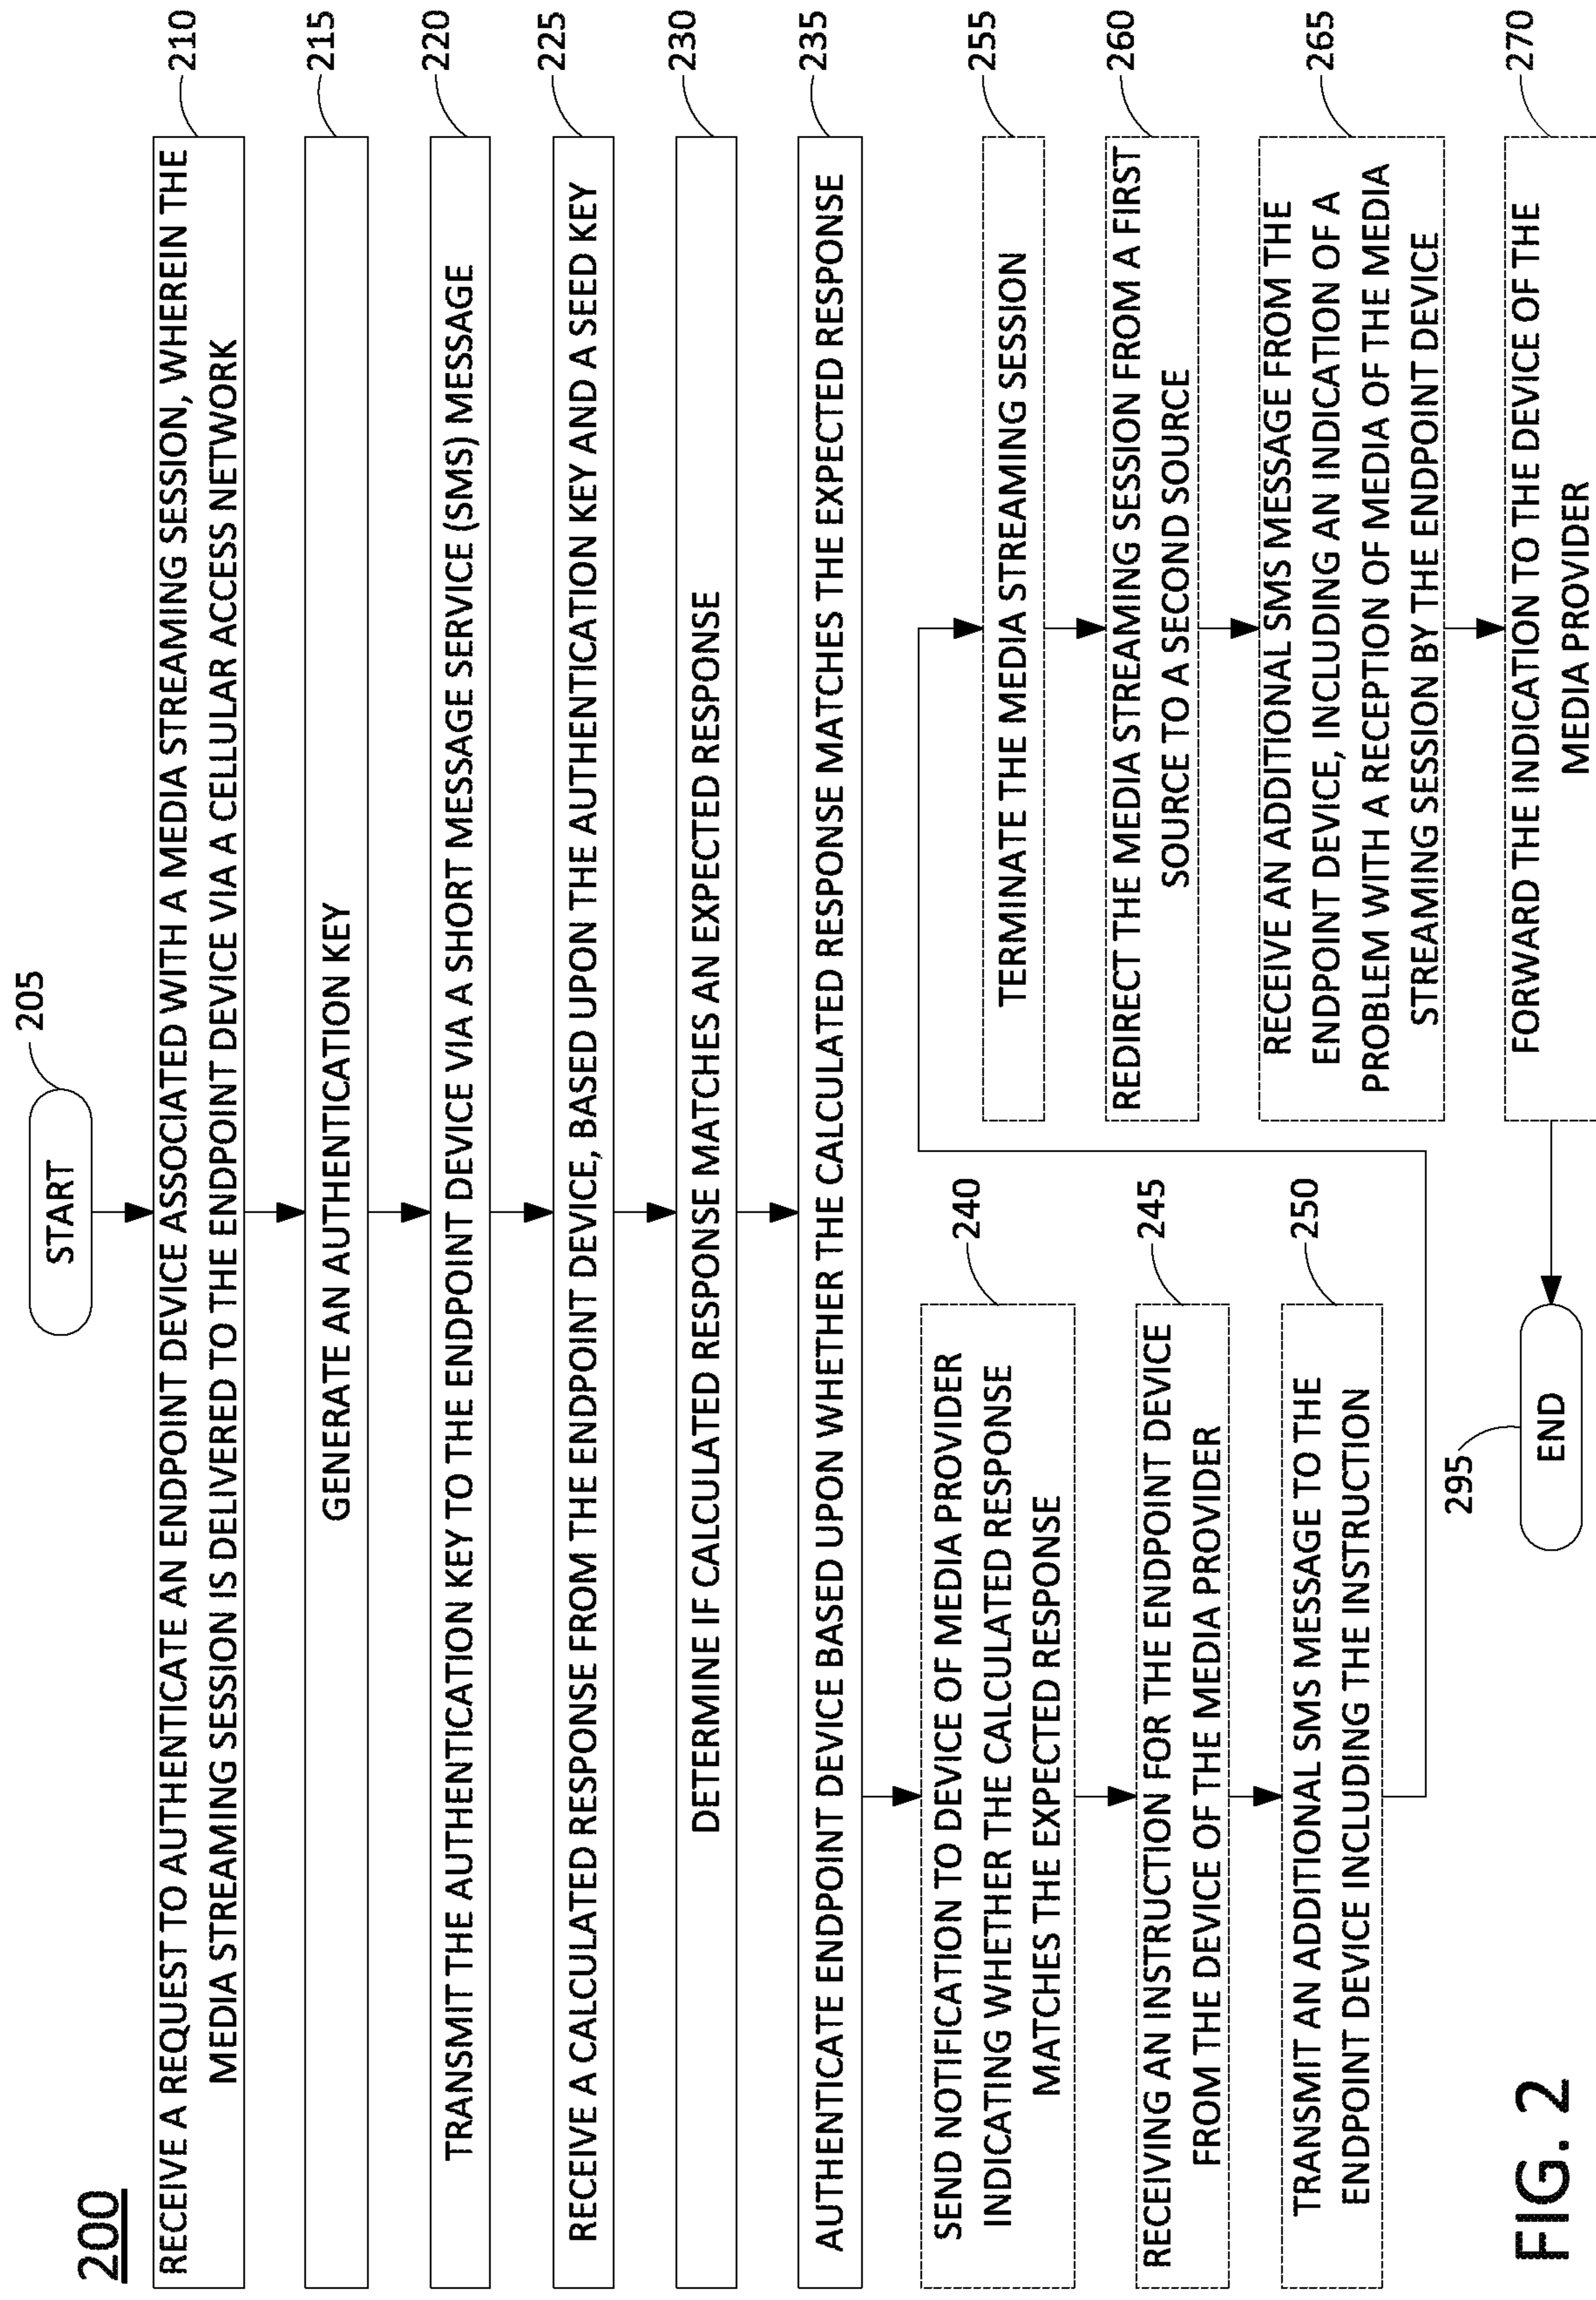 200
START
205
RECEIVE A REQUEST TO AUTHENTICATE AN ENDPOINT DEVICE ASSOCIATED WITH A MEDIA STREAMING SESSION, WHEREIN THE
MEDIA STREAMING SESSION IS DELIVERED TO THE ENDPOINT DEVICE VIA A CELLULAR ACCESS NETWORK
210
GENERATE AN AUTHENTICATION KEY
215
TRANSMIT THE AUTHENTICATION KEY TO THE ENDPOINT DEVICE VIA A SHORT MESSAGE SERVICE (SMS) MESSAGE
220
RECEIVE A CALCULATED RESPONSE FROM THE ENDPOINT DEVICE, BASED UPON THE AUTHENTICATION KEY AND A SEED KEY
225
DETERMINE IF CALCULATED RESPONSE MATCHES AN EXPECTED RESPONSE
230
AUTHENTICATE ENDPOINT DEVICE BASED UPON WHETHER THE CALCULATED RESPONSE MATCHES THE EXPECTED RESPONSE
235
SEND NOTIFICATION TO DEVICE OF MEDIA PROVIDER
INDICATING WHETHER THE CALCULATED RESPONSE
MATCHES THE EXPECTED RESPONSE
240
RECEIVING AN INSTRUCTION FOR THE ENDPOINT DEVICE
FROM THE DEVICE OF THE MEDIA PROVIDER
245
TRANSMIT AN ADDITIONAL SMS MESSAGE TO THE
ENDPOINT DEVICE INCLUDING THE INSTRUCTION
250
TERMINATE THE MEDIA STREAMING SESSION
255
REDIRECT THE MEDIA STREAMING SESSION FROM A FIRST
SOURCE TO A SECOND SOURCE
260
RECEIVE AN ADDITIONAL SMS MESSAGE FROM THE
ENDPOINT DEVICE, INCLUDING AN INDICATION OF A
PROBLEM WITH A RECEPTION OF MEDIA OF THE MEDIA
STREAMING SESSION BY THE ENDPOINT DEVICE
265
FORWARD THE INDICATION TO THE DEVICE OF THE
MEDIA PROVIDER
270
295
END
FIG. 2